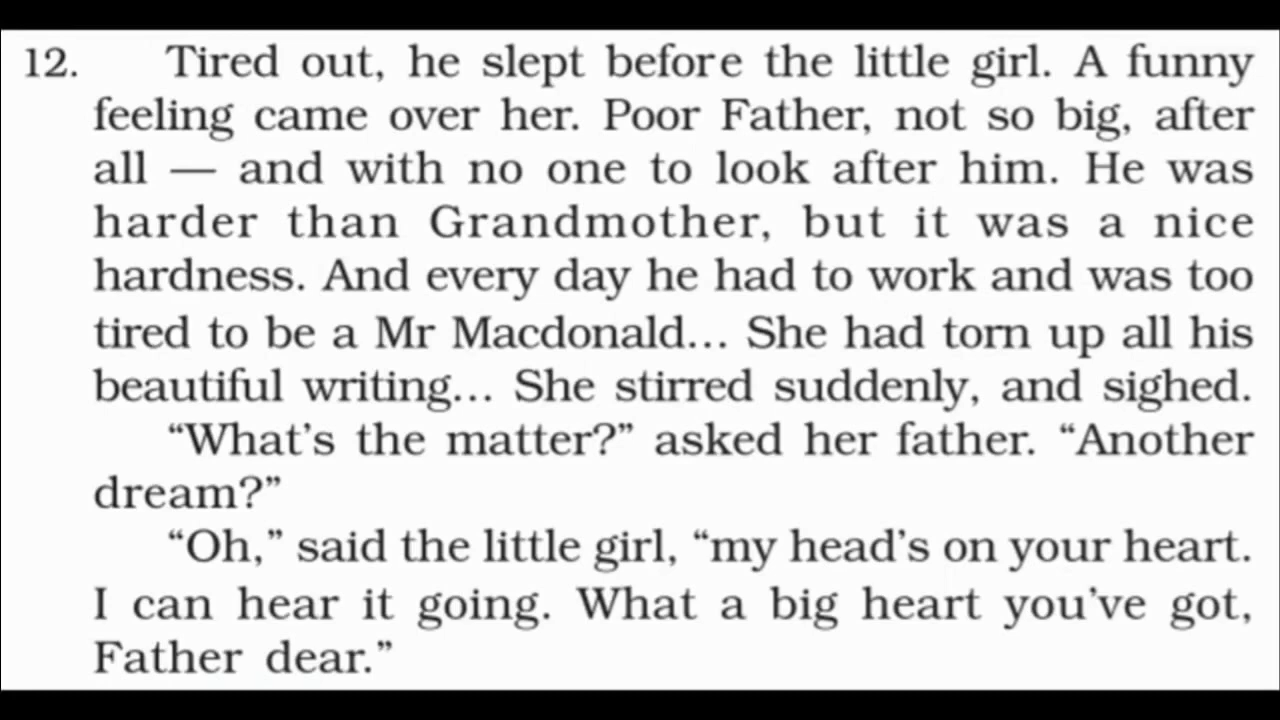 12. Tired out, he slept before the little girl. A funny
feeling came over her. Poor Father, not so big, after
all — and with no one to look after him. He was
harder than Grandmother, but it was a nice
hardness. And every day he had to work and was too
tired to be a Mr Macdonald... She had torn up all his
beautiful writing... She stirred suddenly, and sighed.
“What’s the matter?” asked her father. “Another
dream?”
“Oh,” said the little girl, “my head’s on your heart.
I can hear it going. What a big heart you’ve got,
Father dear.”